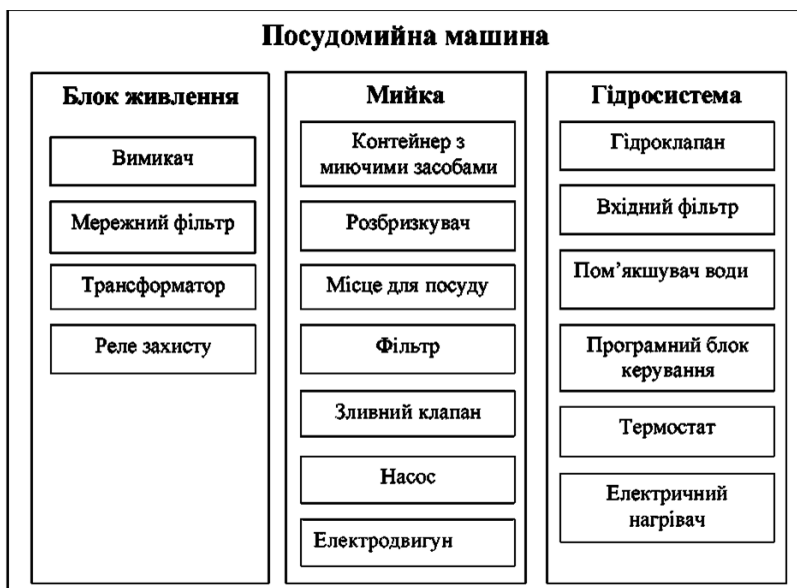 Посудомийна машина
Блок живлення
Вимикач
Мережний фільтр
Трансформатор
Реле захисту
Мийка
Контейнер з
миючими засобами
Розбризкувач
Місце для посуду
Фільтр
Зливний клапан
Насос
Електродвигун
Гідросистема
Гідроклапан
Вхідний фільтр
Пом’якшувач води
Програмний блок
керування
Термостат
Електричний
нагрівач